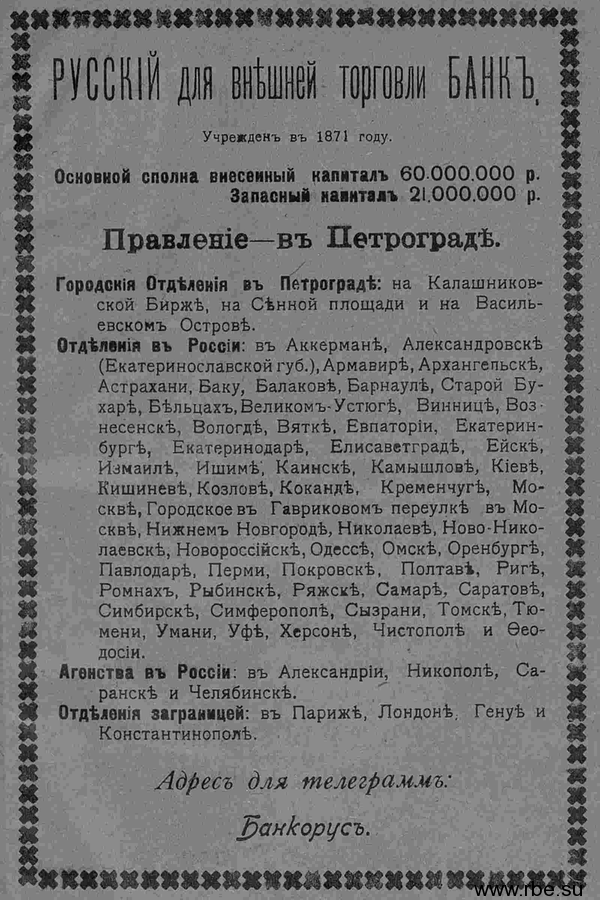 РУССКІЙ для внѣшней торговли БАНКЪ,
Учрежденъ въ 1871 году.
Основной сполна внесенный капиталъ 60.000.000 р.
Запасный капиталъ 21.000.000 р.
Правленіе—въ Петроградѣ.
Городскія Отдѣленія въ Петроградѣ: на Калашников-
ской Биржѣ, на Сѣнной площади и на Василь-
евскомъ Островѣ.
Отдѣленія въ Россіи: въ Аккерманѣ, Александровскѣ
(Екатеринославской губ.), Армавирѣ, Архангельскѣ,
Астрахани, Баку, Балаковѣ, Барнаулѣ, Старой Бу-
харѣ, Бѣльцахъ, Великомъ-Устюгѣ, Винницѣ, Воз-
несенскѣ, Вологдѣ, Вяткѣ, Евпаторіи, Екатерин-
бургѣ, Екатеринодарѣ, Елисаветградѣ, Ейскѣ,
Измаилѣ, Ишимѣ, Каинскѣ, Камышловѣ, Кіевѣ,
Кишиневѣ, Козловѣ, Кокандѣ, Кременчугѣ, Мо-
сквѣ, Городское въ Гавриковомъ переулкѣ въ Мо-
сквѣ, Нижнемъ Новгородѣ, Николаевѣ, Ново-Нико-
лаевскѣ, Новороссійскѣ, Одессѣ, Омскѣ, Оренбургѣ,
Павлодарѣ, Перми, Покровскѣ, Полтавѣ, Ригѣ,
Ромнахъ, Рыбинскѣ, Ряжскѣ, Самарѣ, Саратовѣ,
Симбирскѣ, Симферополѣ, Сызрани, Томскѣ, Тю-
мени, Умани, Уфѣ, Херсонѣ, Чистополѣ и Ѳео-
досіи.
Агенства въ Россіи: въ Александріи, Никополѣ, Са-
ранскѣ и Челябинскѣ.
Отдѣленія заграницей: въ Парижѣ, Лондонѣ, Генуѣ и
Константинополѣ.
Адресъ для телеграммъ:
Банкорусъ.
www.rbe.su